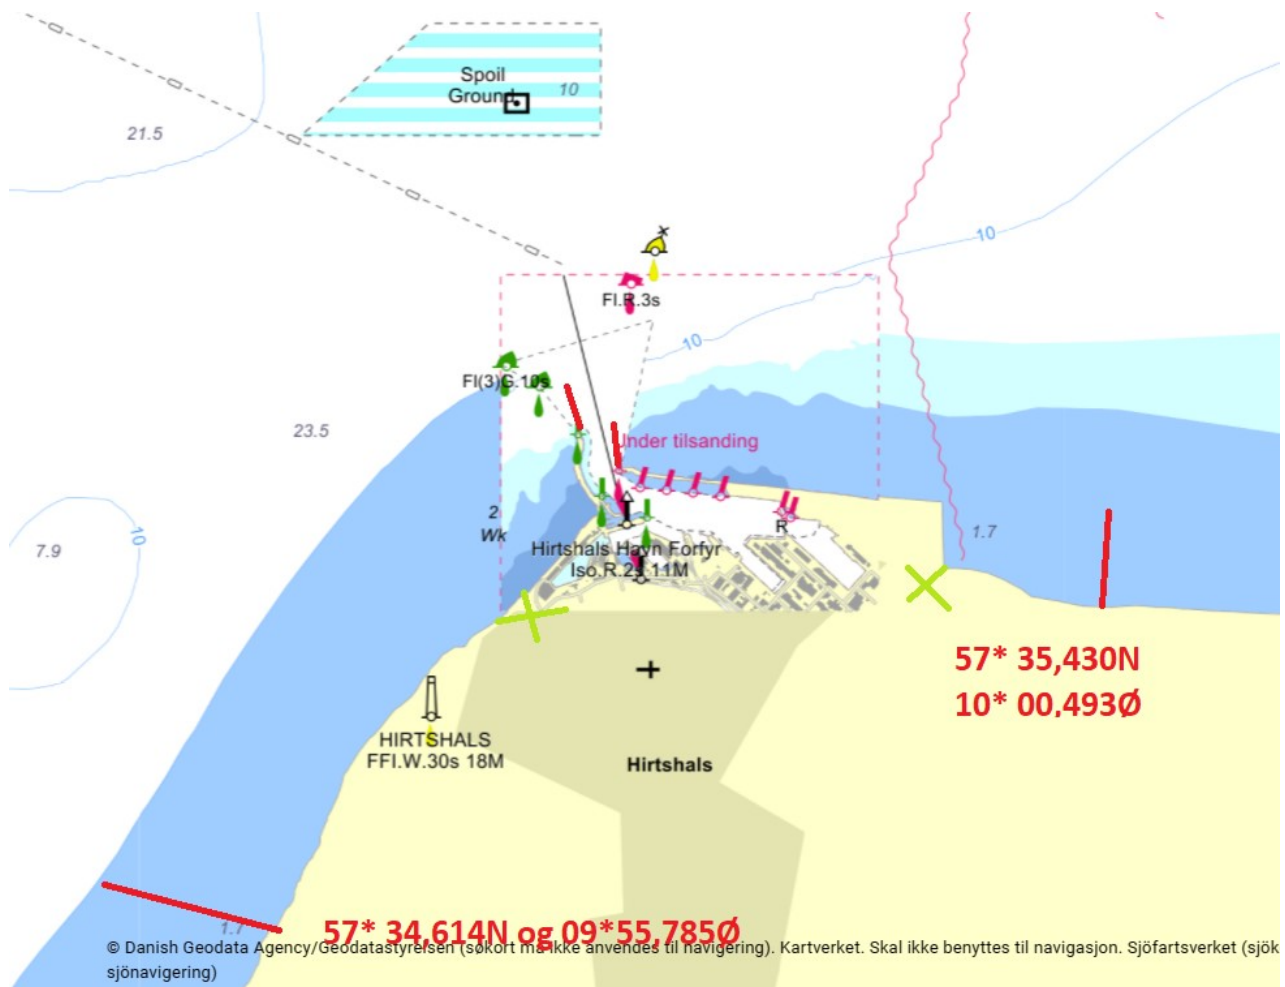 Spoil
Ground
10
21.5
10
Fl.R.3s
10
Fl(3)G.10s
23.5
Under tilsanding
2
Wk
R
1.7
10
7.9
Hirtshals Havn Forfyr
Iso.R.2s 11M
57* 35,430N
10* 00,493Ø
HIRTSHALS
FFl.W.30s 18M
Hirtshals
1.7
57* 34,614N og 09*55,785Ø
© Danish Geodata Agency/Geodatastyrelsen (søkort må ikke anvendes til navigering). Kartverket. Skal ikke benyttes til navigasjon. Sjöfartsverket (sjök
sjönavigering)